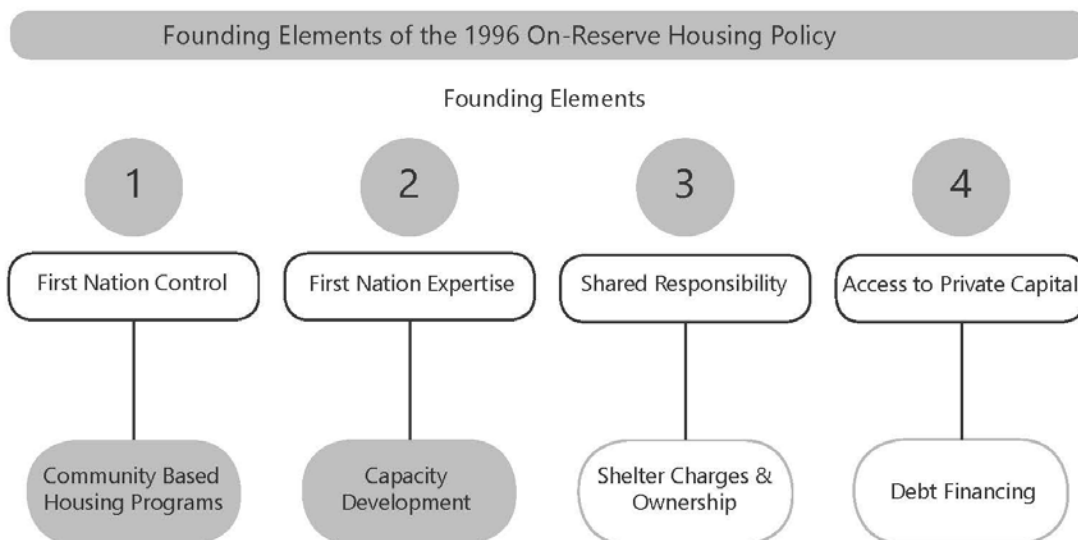 Founding Elements of the 1996 On-Reserve Housing Policy
Founding Elements
1
2
3
4
First Nation Control
First Nation Expertise
Shared Responsibility
Access to Private Capital
Community Based
Housing Programs
Capacity
Development
Shelter Charges &
Ownership
Debt Financing